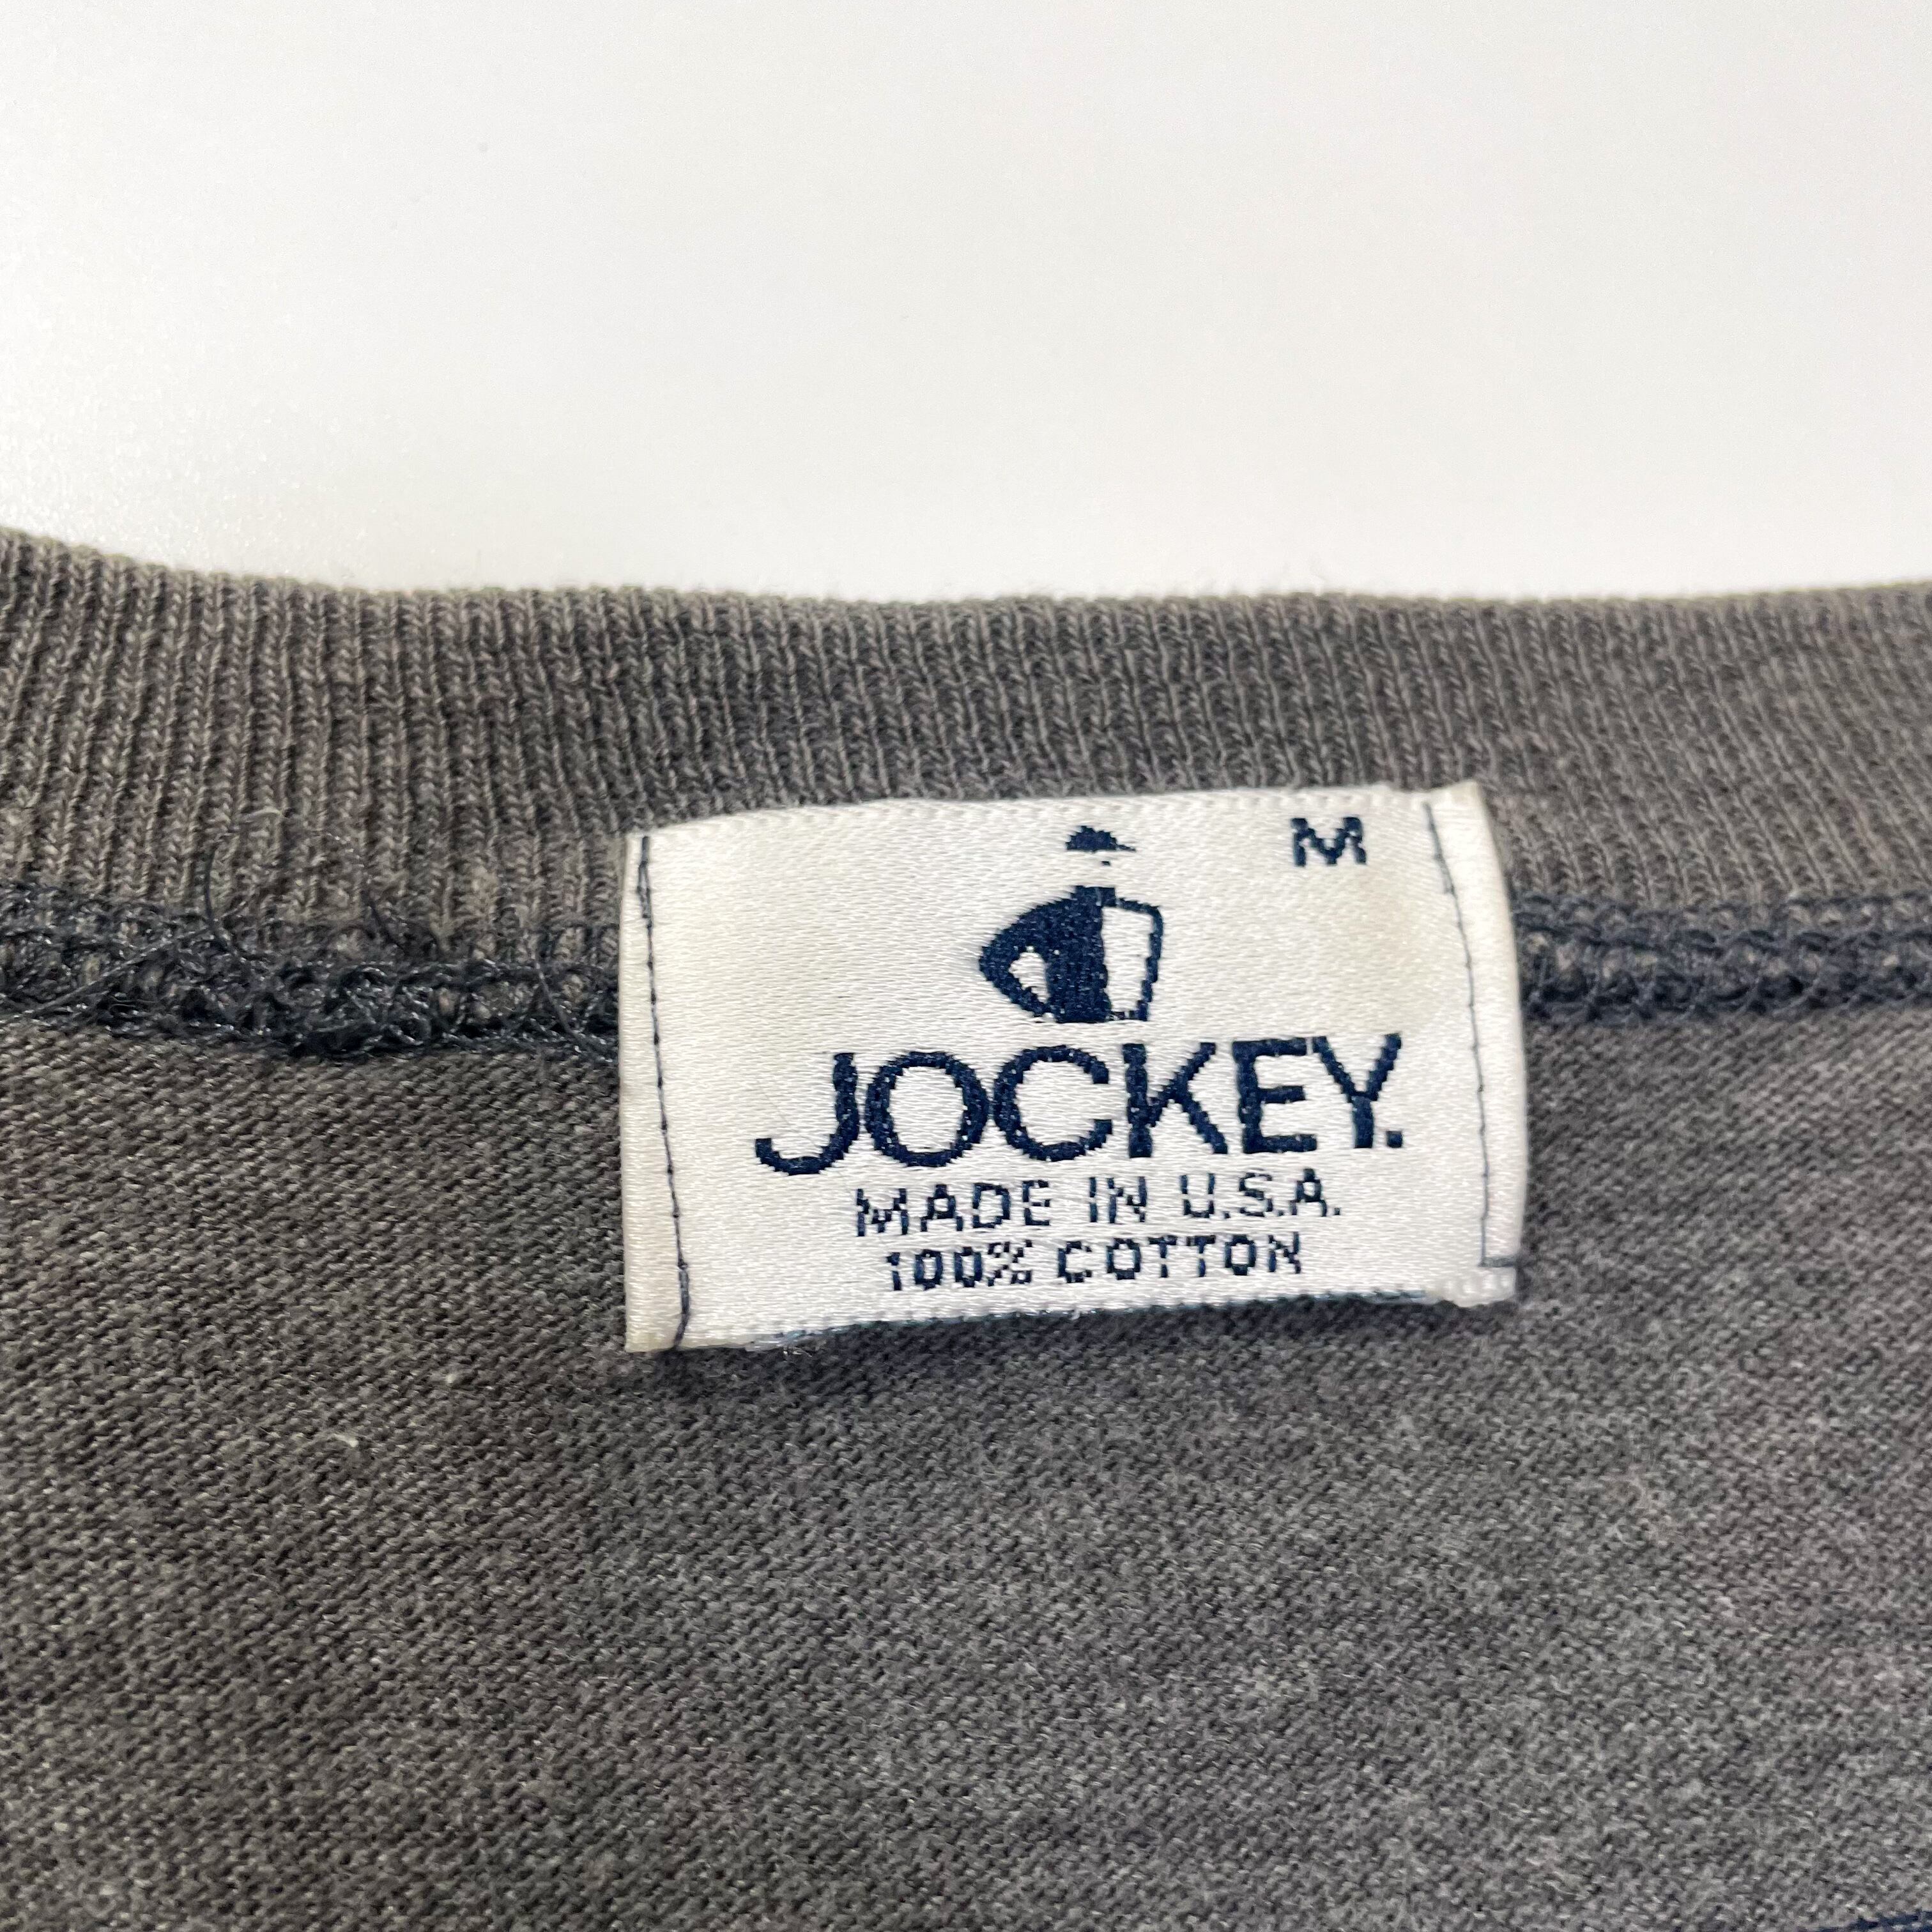 M
JOCKEY.
MADE IN U.S.A.
100% COTTON